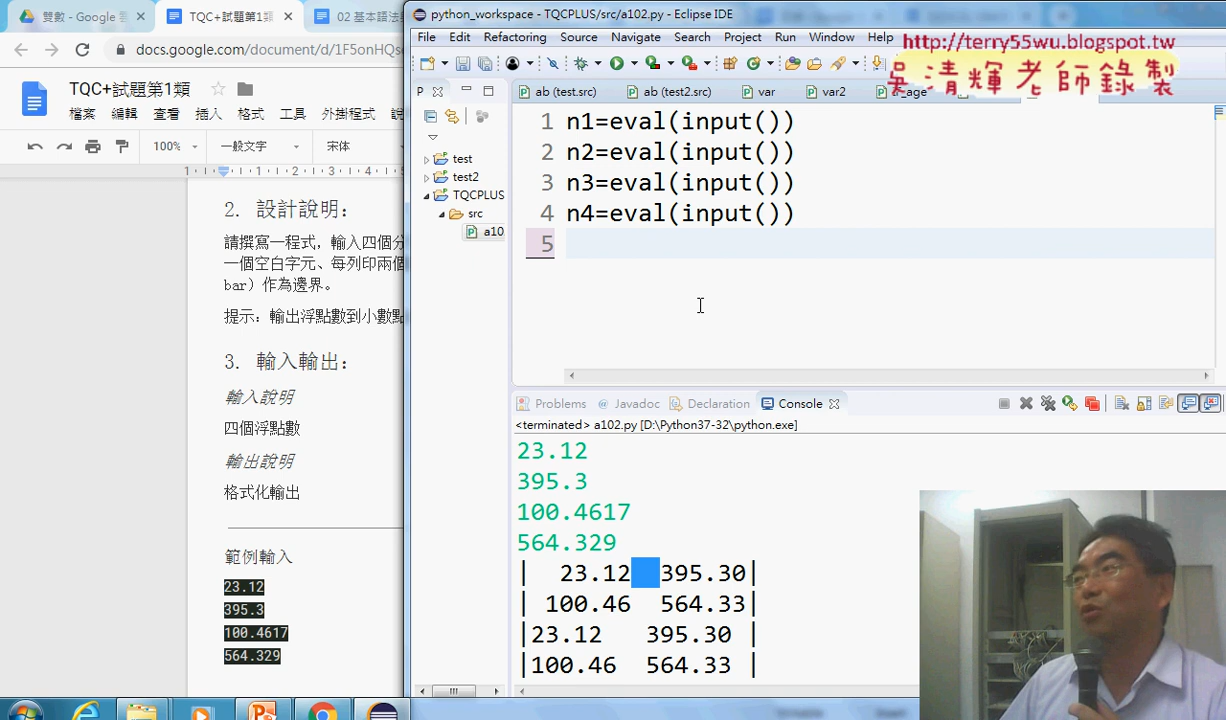 雙數 - Google
TQC+試題第1類
02 基本語法
docs.google.com/document/d/1F5onHQs
TQC+試題第1類
檔案 編輯 查看 插入 格式 工具 外掛程式 說
100% 一般文字 宋体
1 1 2 3 4 5
2. 設計說明:
請撰寫一程式，輸入四個分
一個空白字元、每列印兩個
bar）作為邊界。
提示：輸出浮點數到小數點
3. 輸入輸出:
輸入說明
四個浮點數
輸出說明
格式化輸出
範例輸入
23.12
395.3
100.4617
564.329
python_workspace - TQCPLUS/src/a102.py - Eclipse IDE
File Edit Refactoring Source Navigate Search Project Run Window Help
http://terry55wu.blogspot.tw
吳清輝老師錄製
P
ab (test.src) ab (test2.src) var var2 a_age
test
test2
TQCPLUS
src
a10
1 n1=eval(input())
2 n2=eval(input())
3 n3=eval(input())
4 n4=eval(input())
5
Problems @ Javadoc Declaration Console
<terminated> a102.py [D:\Python37-32\python.exe]
23.12
395.3
100.4617
564.329
|  23.12  395.30|
| 100.46  564.33|
|23.12   395.30 |
|100.46  564.33 |